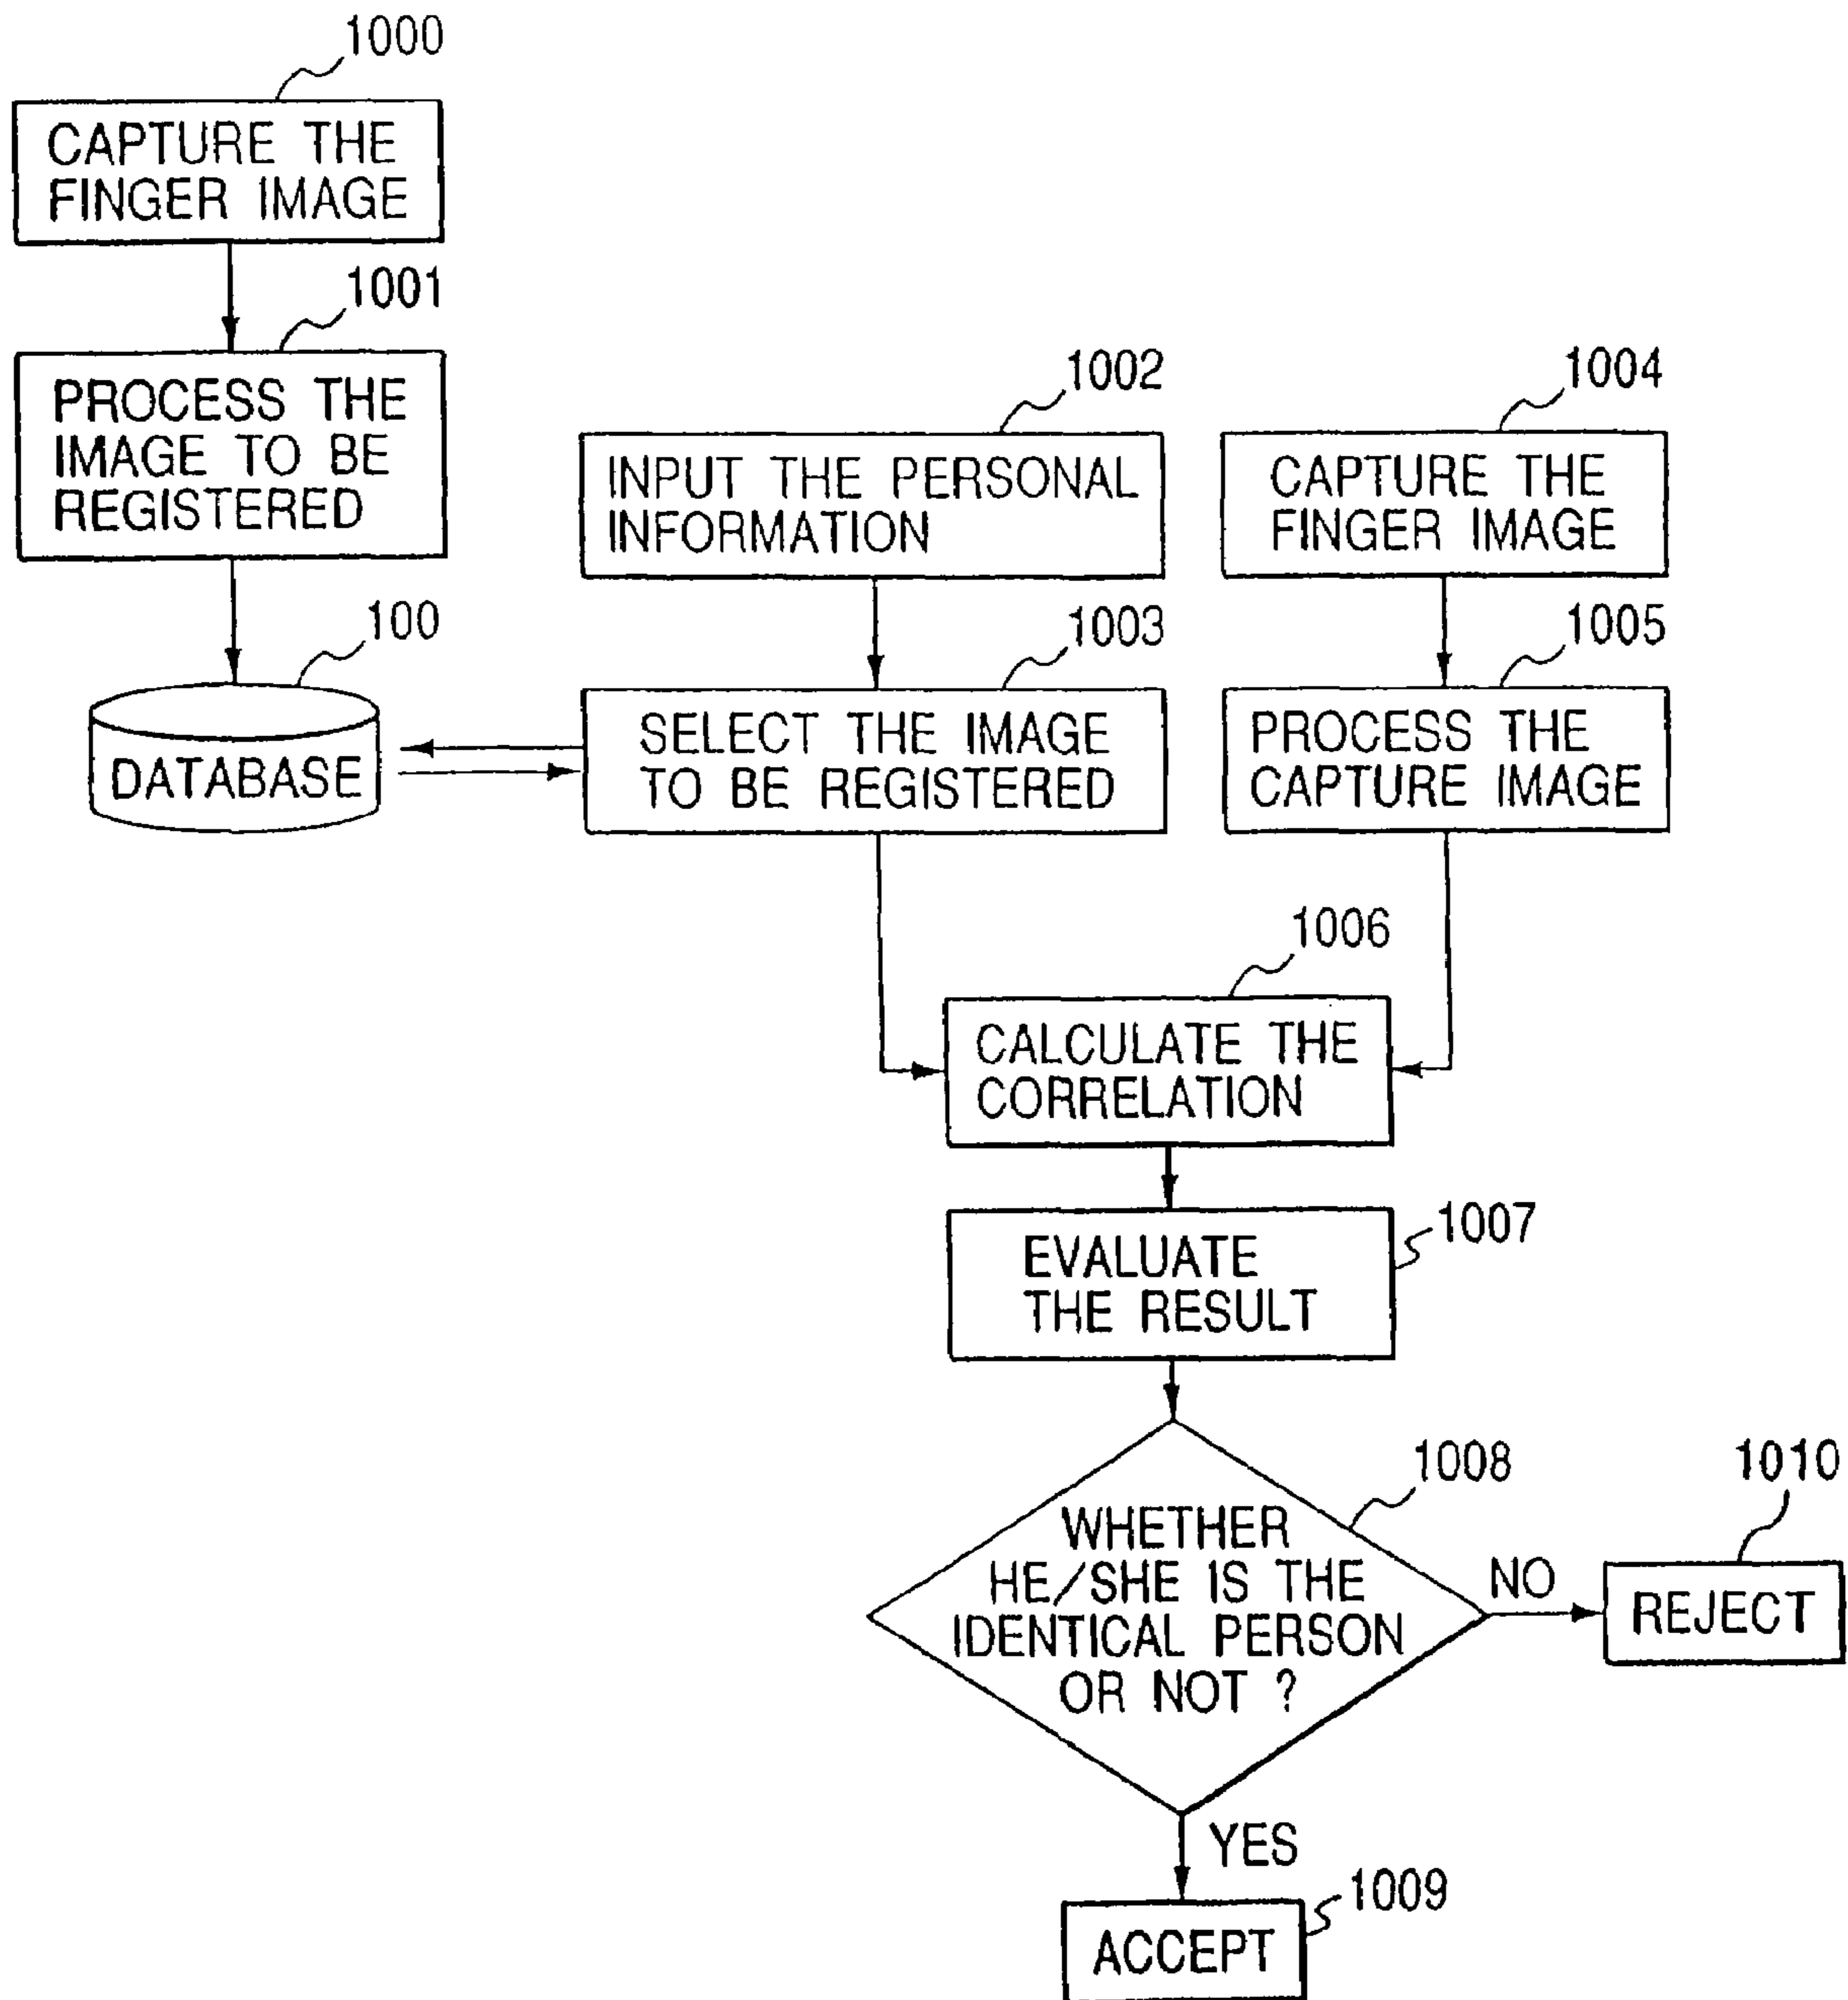 1000
CAPTURE THE
FINGER IMAGE
1001
PROCESS THE
IMAGE TO BE
REGISTERED
100
DATABASE
1002
INPUT THE PERSONAL
INFORMATION
1003
SELECT THE IMAGE
TO BE REGISTERED
1004
CAPTURE THE
FINGER IMAGE
1005
PROCESS THE
CAPTURE IMAGE
1006
CALCULATE THE
CORRELATION
1007
EVALUATE
THE RESULT
1008
WHETHER
HE/SHE IS THE
IDENTICAL PERSON
OR NOT ?
NO
1010
REJECT
YES
1009
ACCEPT